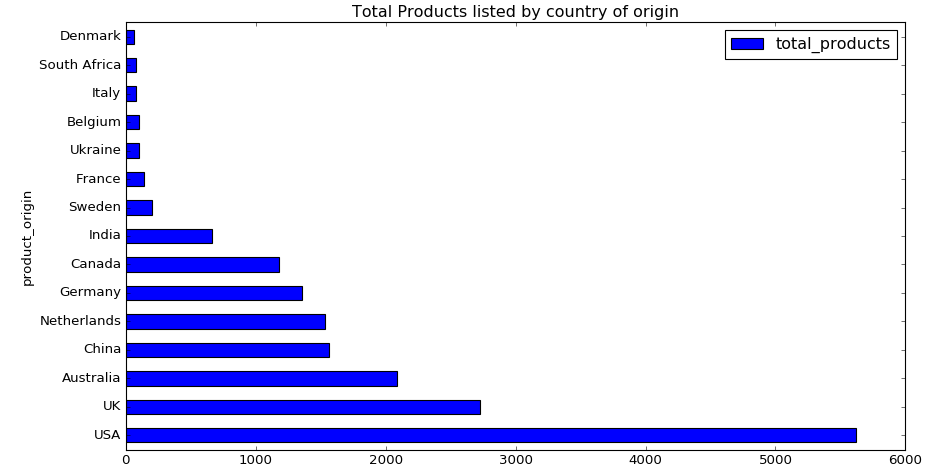 Total Products listed by country of origin
total_products
Denmark
South Africa
Italy
Belgium
Ukraine
France
Sweden
India
Canada
Germany
Netherlands
China
Australia
UK
USA
product_origin
0 1000 2000 3000 4000 5000 6000